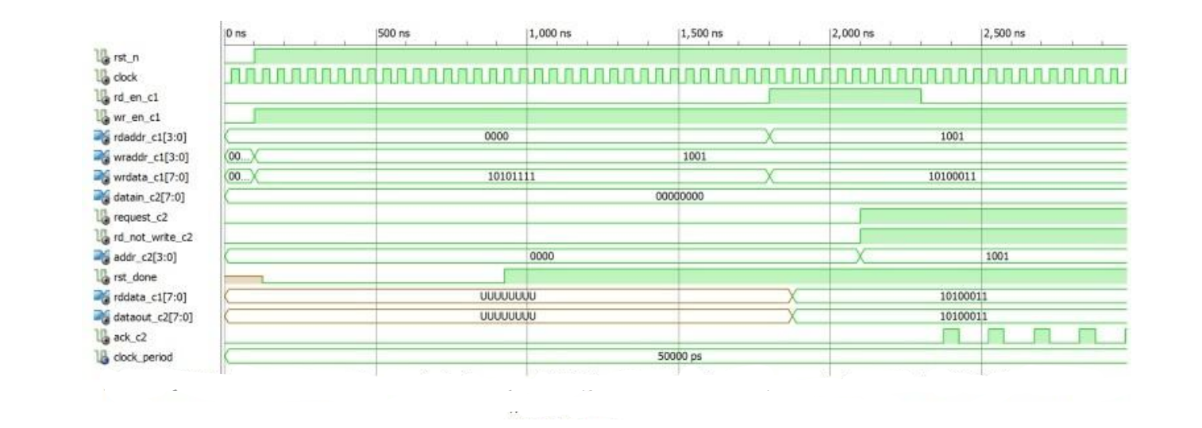 0 ns 500 ns 1,000 ns 1,500 ns 2,000 ns 2,500 ns
rst_n
clock
rd_en_c1
wr_en_c1
rdaddr_c1[3:0] 0000 1001
wraddr_c1[3:0] 00... 1001
wrdata_c1[7:0] 00... 10101111 10100011
datain_c2[7:0] 00000000
request_c2
rd_not_write_c2
addr_c2[3:0] 0000 1001
rst_done
rddata_c1[7:0] UUUUUUUU 10100011
dataout_c2[7:0] UUUUUUUU 10100011
ack_c2
clock_period 50000 ps